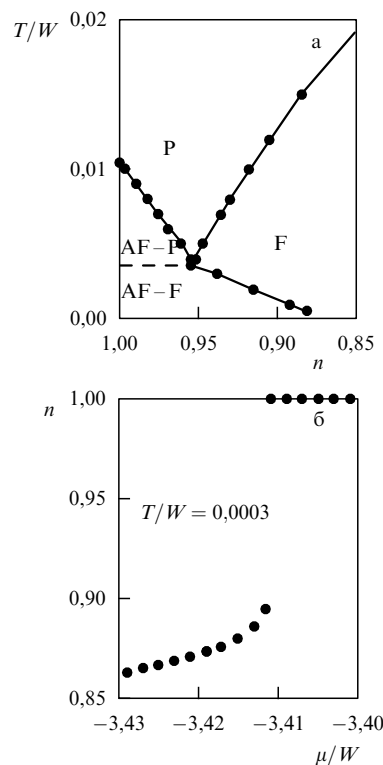 T/W
0,02
а
P
0,01
AF – P
F
AF – F
0,00
1,00 0,95 0,90 0,85
n
n
1,00
б
0,95
T/W = 0,0003
0,90
0,85
−3,43 −3,42 −3,41 −3,40
μ/W